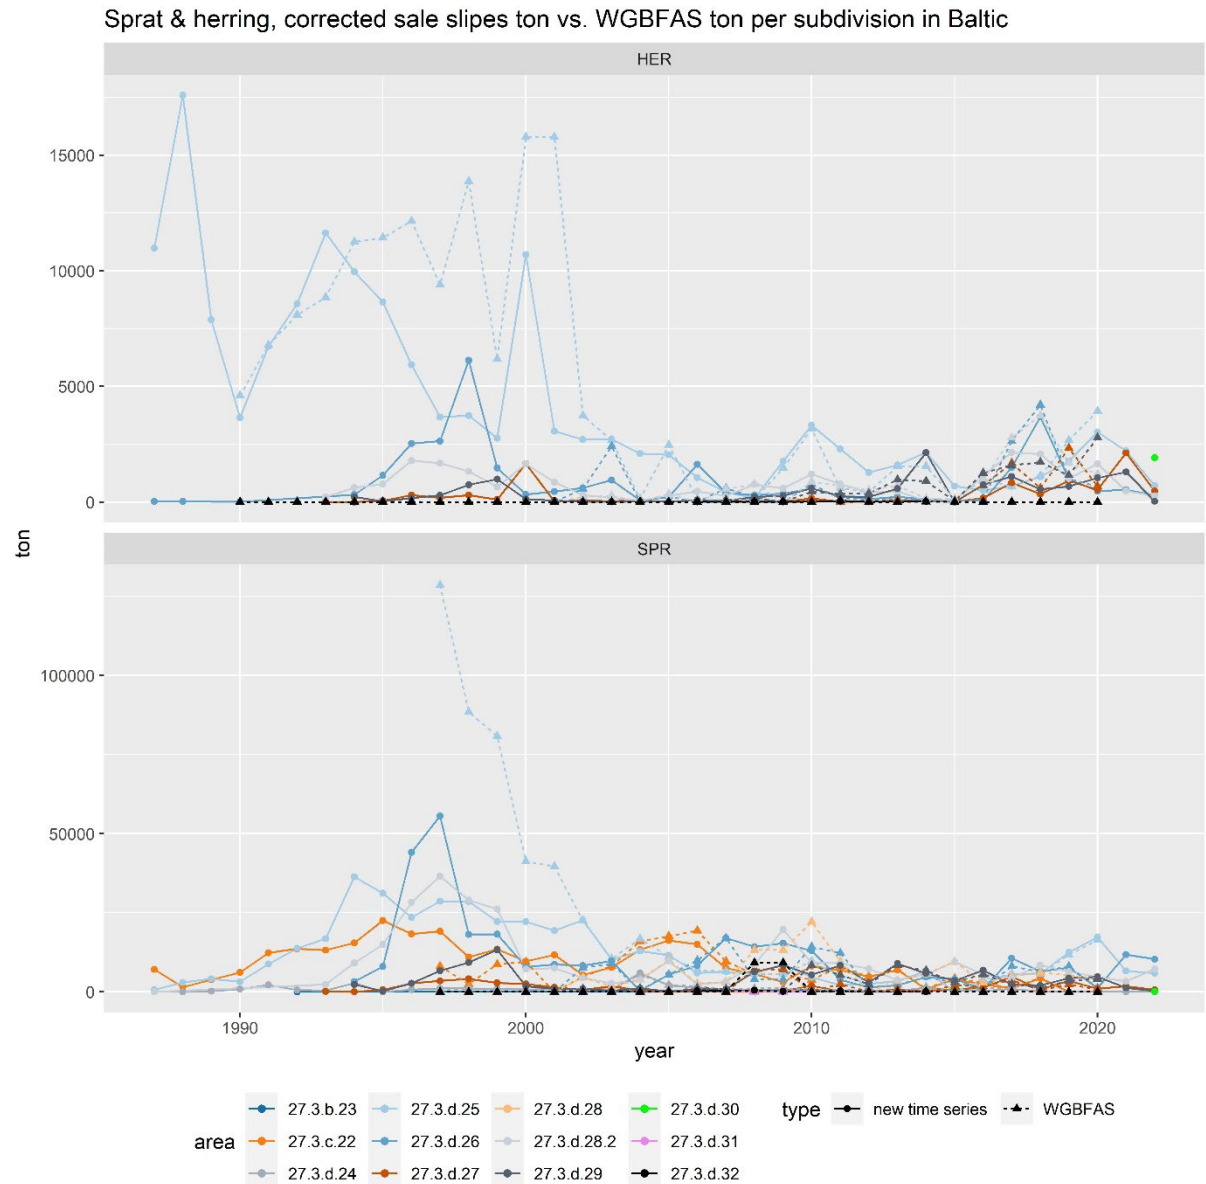 Sprat & herring, corrected sale slipes ton vs. WGBFAS ton per subdivision in Baltic
HER
15000
10000
5000
0
ton
SPR
100000
50000
0
1990 2000 2010 2020
year
area
27.3.b.23 27.3.d.25 27.3.d.28 27.3.d.30
27.3.c.22 27.3.d.26 27.3.d.28.2 27.3.d.31
27.3.d.24 27.3.d.27 27.3.d.29 27.3.d.32
type new time series WGBFAS